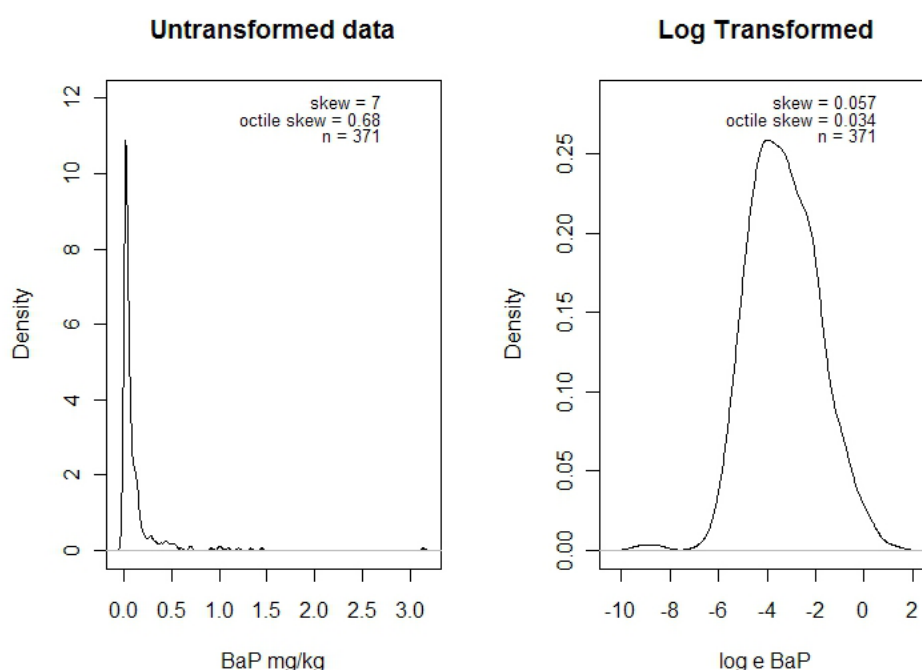 Untransformed data
skew = 7
octile skew = 0.68
n = 371
12
10
8
6
4
2
0
Density
0.0 0.5 1.0 1.5 2.0 2.5 3.0
BaP mg/kg
Log Transformed
skew = 0.057
octile skew = 0.034
n = 371
0.25
0.20
0.15
0.10
0.05
0.00
Density
-10 -8 -6 -4 -2 0 2
log e BaP